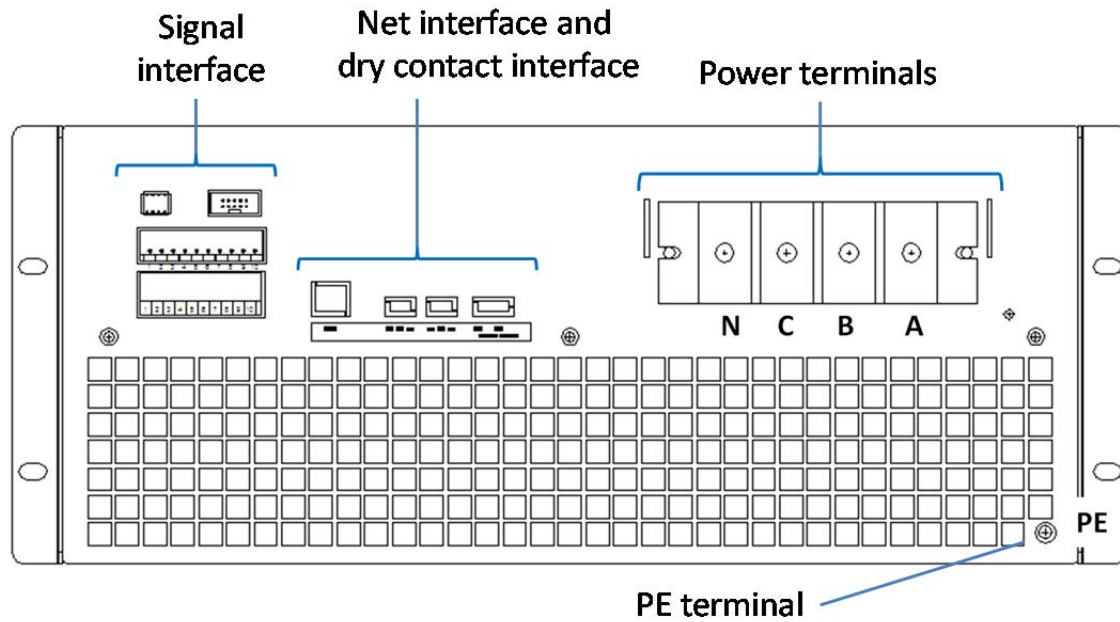 Signal
interface
Net interface and
dry contact interface
Power terminals
N C B A
PE
PE terminal